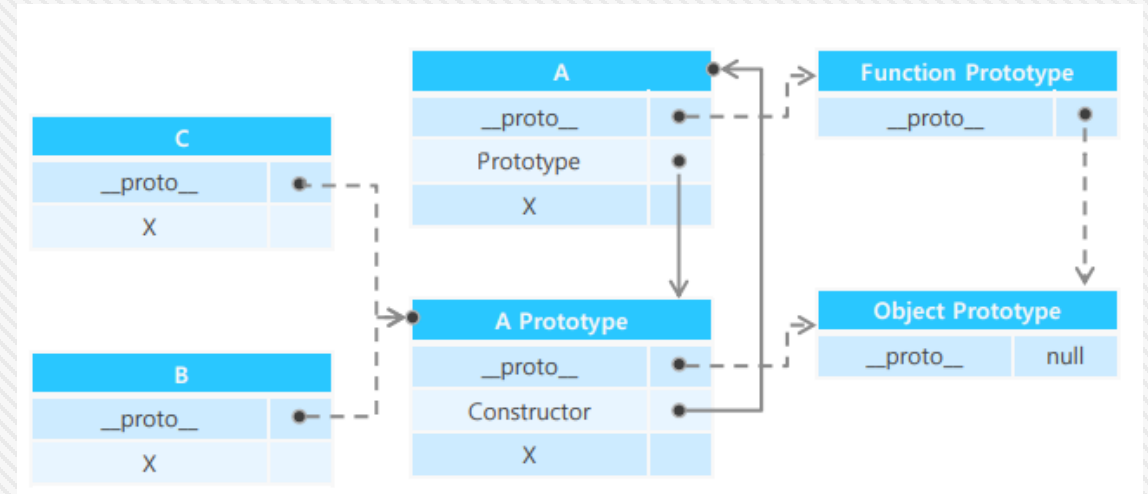 C
__proto__
X
B
__proto__
X
A
__proto__
Prototype
X
A Prototype
__proto__
Constructor
X
Function Prototype
__proto__
Object Prototype
__proto__ null